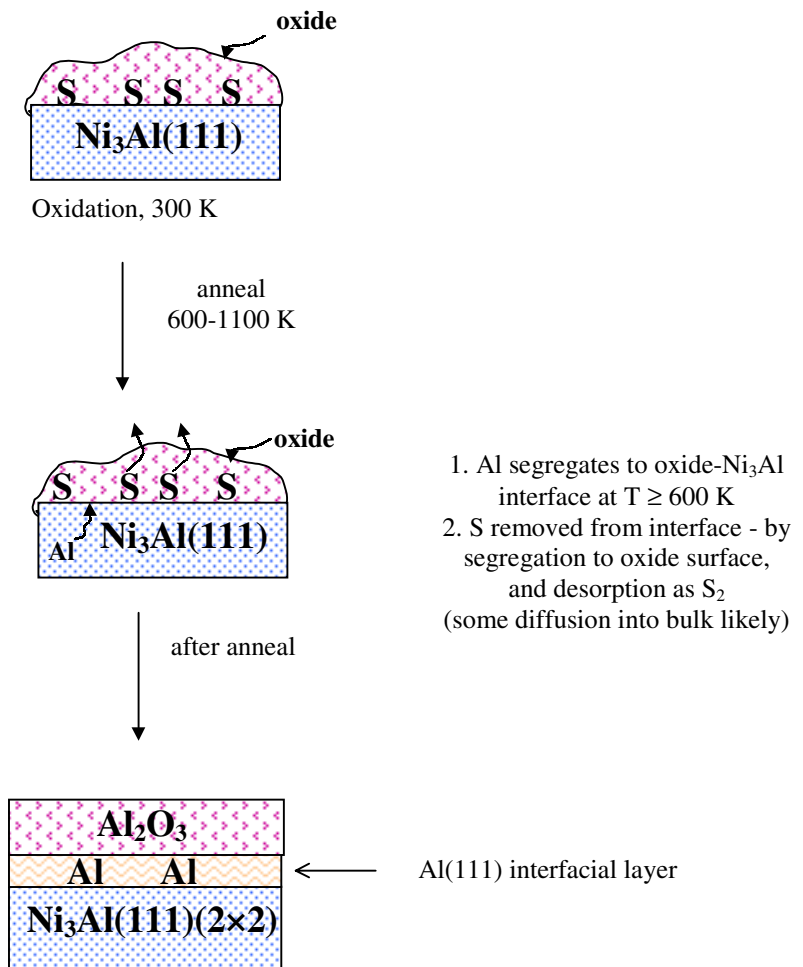 oxide
S S S S
Ni₃Al(111)
Oxidation, 300 K
anneal
600-1100 K
oxide
S S S S
Al Ni₃Al(111)
1. Al segregates to oxide-Ni₃Al
interface at T ≥ 600 K
2. S removed from interface - by
segregation to oxide surface,
and desorption as S₂
(some diffusion into bulk likely)
after anneal
Al₂O₃
Al Al
Al(111) interfacial layer
Ni₃Al(111)(2×2)